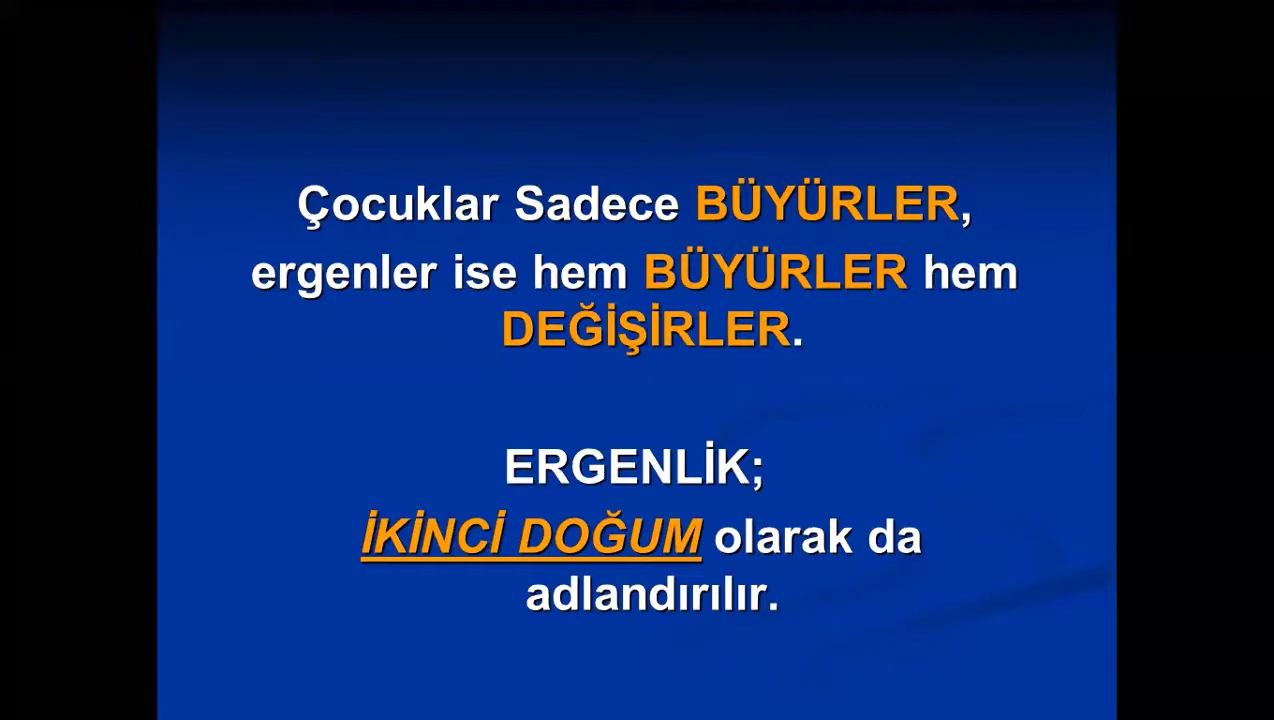 Çocuklar Sadece BÜYÜRLER,
ergenler ise hem BÜYÜRLER hem
DEĞİŞİRLER.
ERGENLİK;
İKİNCİ DOĞUM olarak da
adlandırılır.